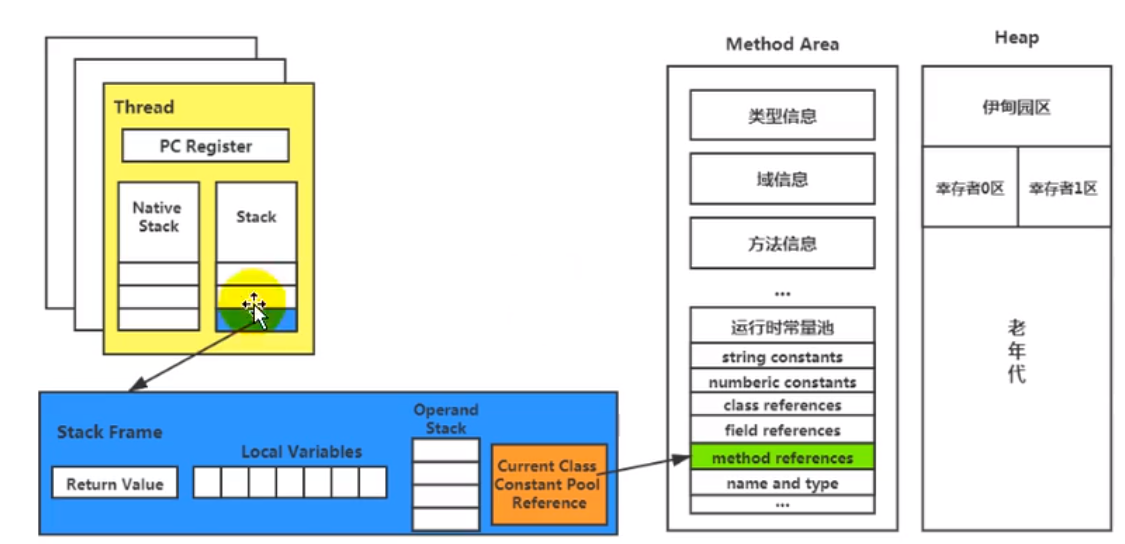 Thread
PC Register
Native
Stack
Stack
Stack Frame
Return Value
Local Variables
Operand
Stack
Current Class
Constant Pool
Reference
Method Area
类型信息
域信息
方法信息
...
运行时常量池
string constants
numberic constants
class references
field references
method references
name and type
...
Heap
伊甸园区
幸存者0区
幸存者1区
老
年
代